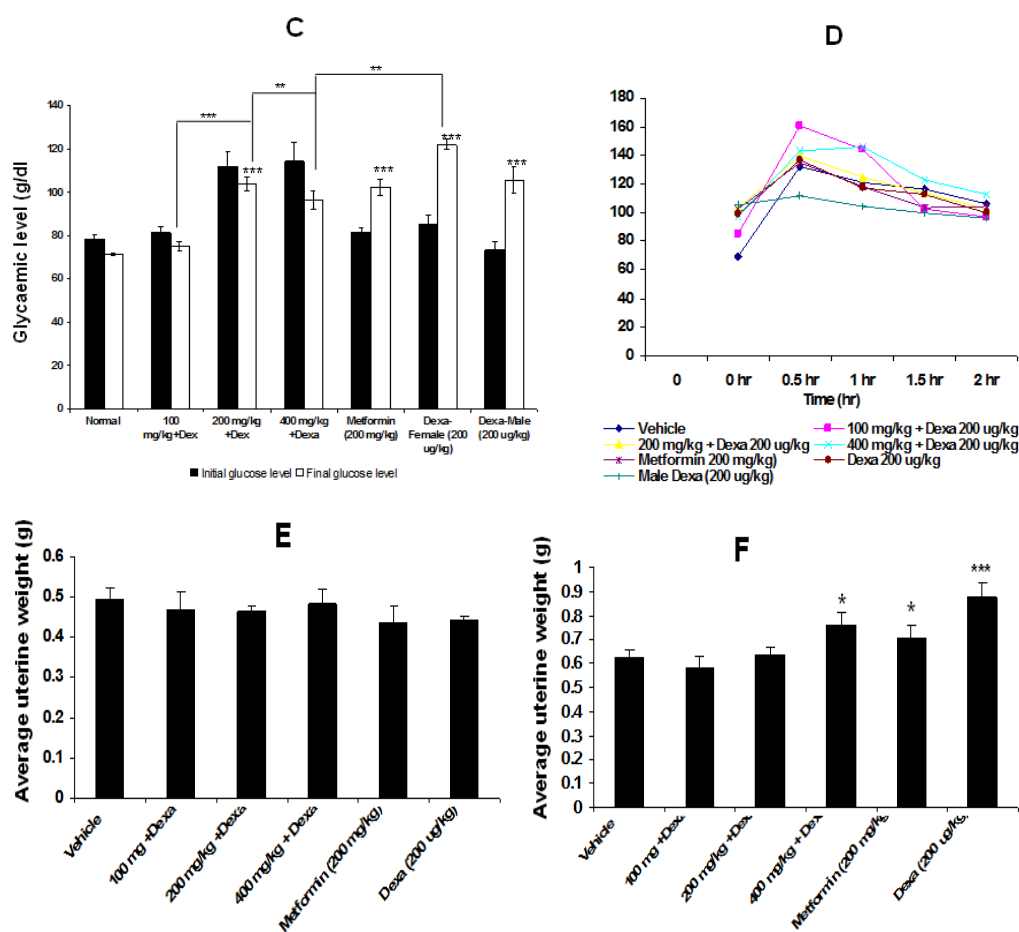 C
Glycaemic level (g/dl)
140
120
100
80
60
40
20
0
***
**
**
***
***
***
***
Normal
100
mg/kg+Dex
200 mg/kg
+Dex
400 mg/kg
+Dexa
Metformin
(200 mg/kg)
Dexa-
Female (200
ug/kg)
Dexa-Male
(200 ug/kg)
Initial glucose level
Final glucose level
D
180
160
140
120
100
80
60
40
20
0
0
0 hr
0.5 hr
1 hr
1.5 hr
2 hr
Time (hr)
Vehicle
100 mg/kg + Dexa 200 ug/kg
200 mg/kg + Dexa 200 ug/kg
400 mg/kg + Dexa 200 ug/kg
Metformin 200 mg/kg)
Dexa 200 ug/kg
Male Dexa (200 ug/kg)
E
Average uterine weight (g)
0.6
0.5
0.4
0.3
0.2
0.1
0
Vehicle
100 mg +Dexa
200 mg/kg +Dexa
400 mg/kg + Dexa
Metformin (200 mg/kg)
Dexa (200 ug/kg)
F
Average uterine weight (g)
1
0.9
0.8
0.7
0.6
0.5
0.4
0.3
0.2
0.1
0
*
*
***
Vehicle
100 mg +Dex.
200 mg/kg +Dex
400 mg/kg + Dex
Metformin (200 mg/kg
Dexa (200 ug/kg